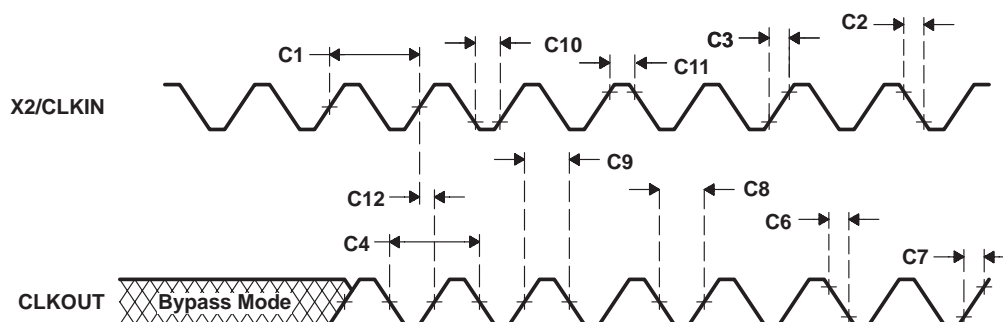 C1
C10
C3
C2
C11
X2/CLKIN
C9
C12
C8
C6
C4
C7
CLKOUT
Bypass Mode